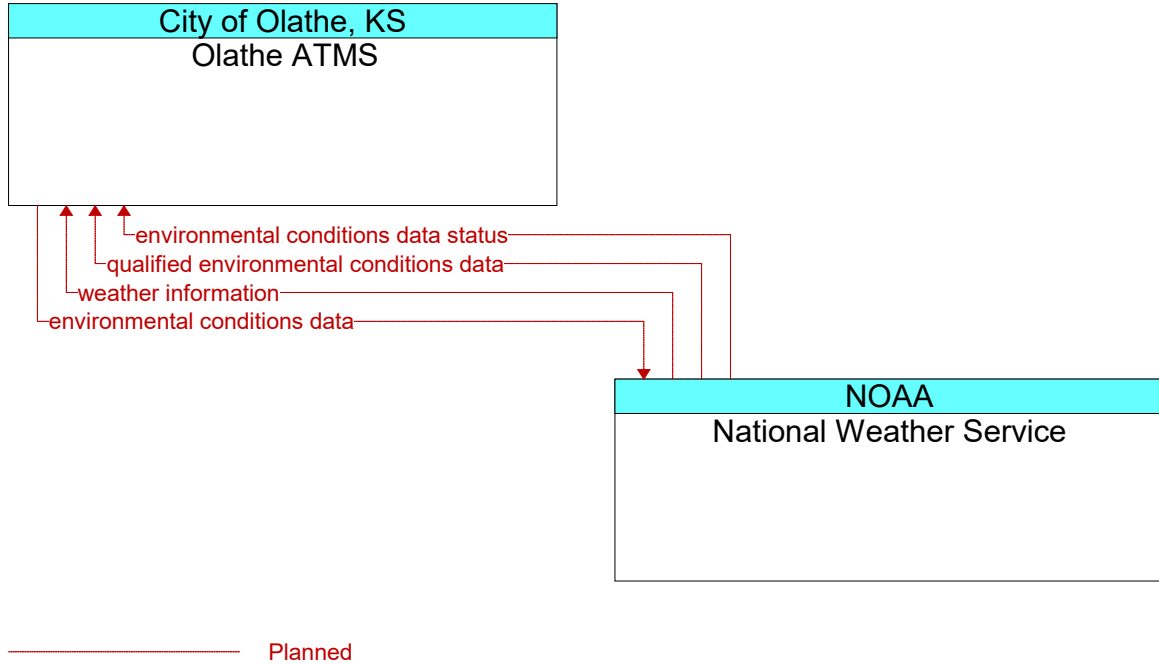 City of Olathe, KS
Olathe ATMS
environmental conditions data status
qualified environmental conditions data
weather information
environmental conditions data
NOAA
National Weather Service
Planned